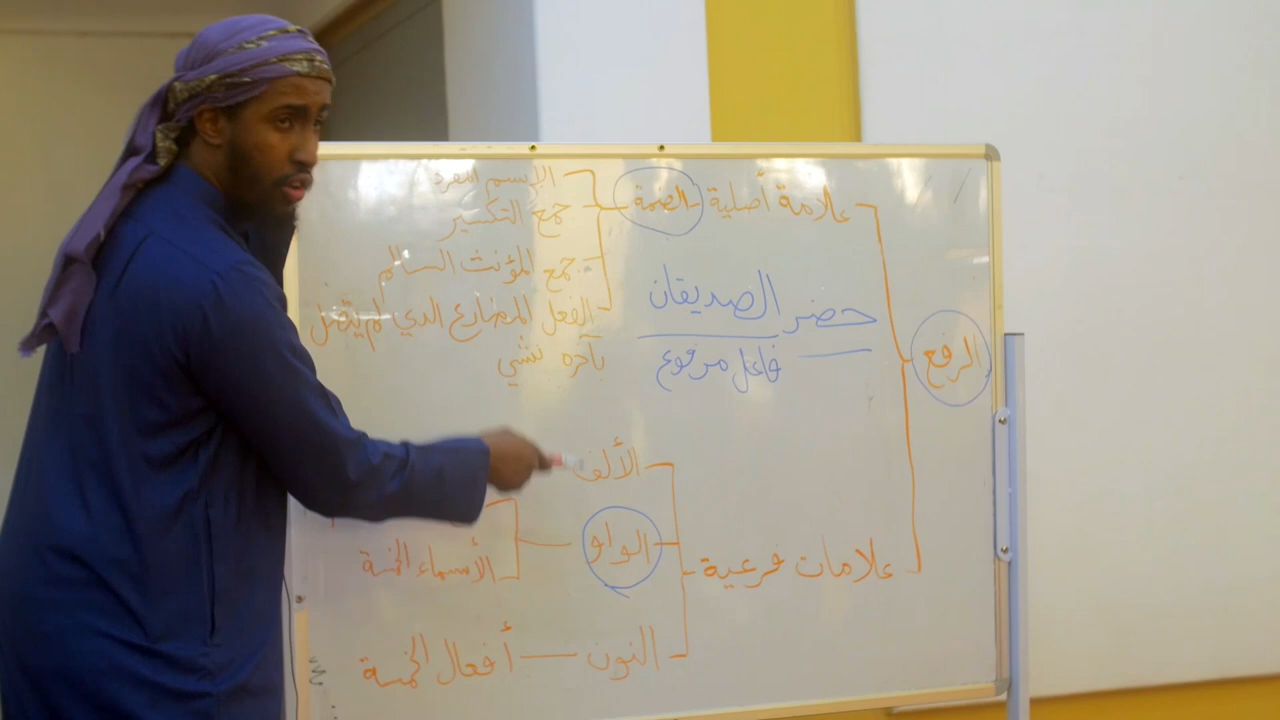 علامة أصلية - الضمة
الإسم المفرد
جمع التكسير
جمع المؤنث السالم
الفعل المضارع الذي لم يتصل
بآخره شيء
حضر الصديقان
فاعل مرفوع
الرفع
علامات فرعية
الألف
الواو
الأسماء الخمسة
النون — أفعال الخمسة